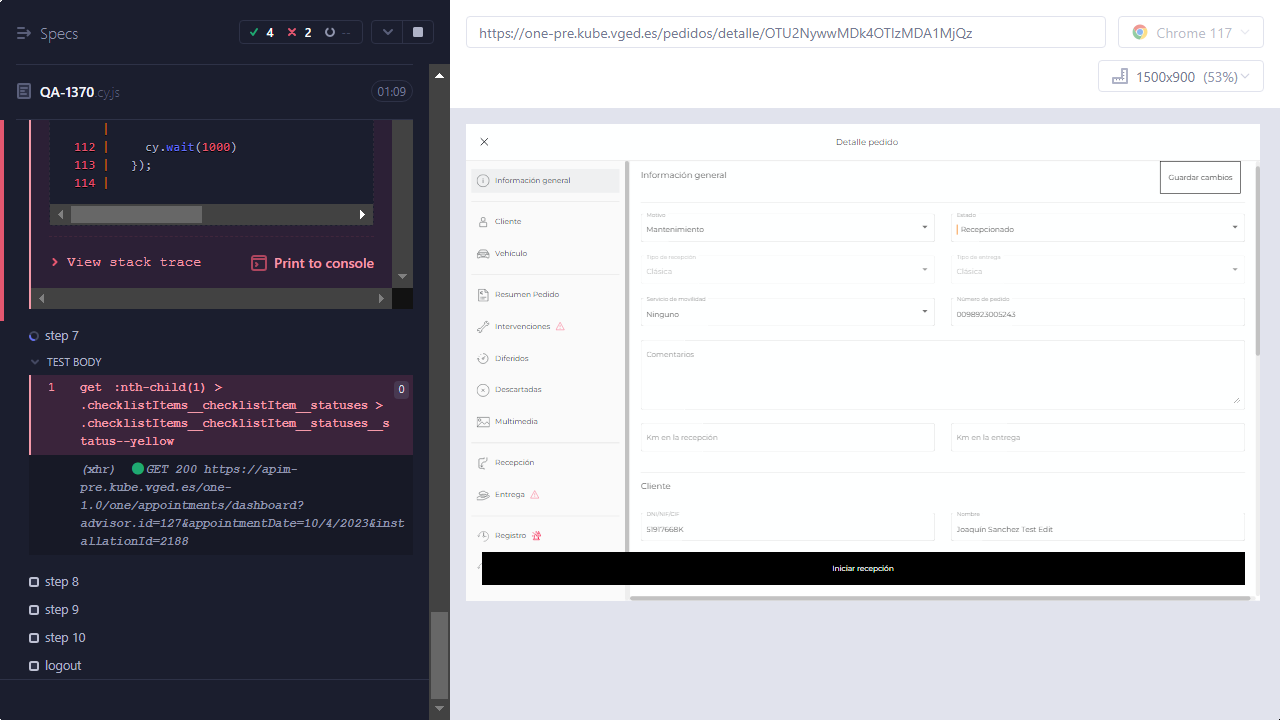 Specs
4
2
--
QA-1370 cy.js
01:09
|
112 | cy.wait(1000)
113 | });
114 |
View stack trace
Print to console
step 7
TEST BODY
1 get :nth-child(1) >
.checklistItems__checklistItem__statuses >
.checklistItems__checklistItem__statuses__s
tatus--yellow
0
(xhr) GET 200 https://apim-
pre.kube.vged.es/one-
1.0/one/appointments/dashboard?
advisor.id=127&appointmentDate=10/4/2023&inst
allationId=2188
step 8
step 9
step 10
logout
https://one-pre.kube.vged.es/pedidos/detalle/OTU2NywwMDk4OTIzMDA1MjQz
Chrome 117
1500x900 (53%)
Detalle pedido
Información general
Cliente
Vehículo
Resumen Pedido
Intervenciones
Diferidos
Descartadas
Multimedia
Recepción
Entrega
Registro
Información general
Guardar cambios
Motivo
Mantenimiento
Estado
Recepcionado
Tipo de recepción
Clásica
Tipo de entrega
Clásica
Servicio de movilidad
Ninguno
Número de pedido
0098923005243
Comentarios
Km en la recepción
Km en la entrega
Cliente
DNI/NIF/CIF
51917668K
Nombre
Joaquín Sanchez Test Edit
Iniciar recepción